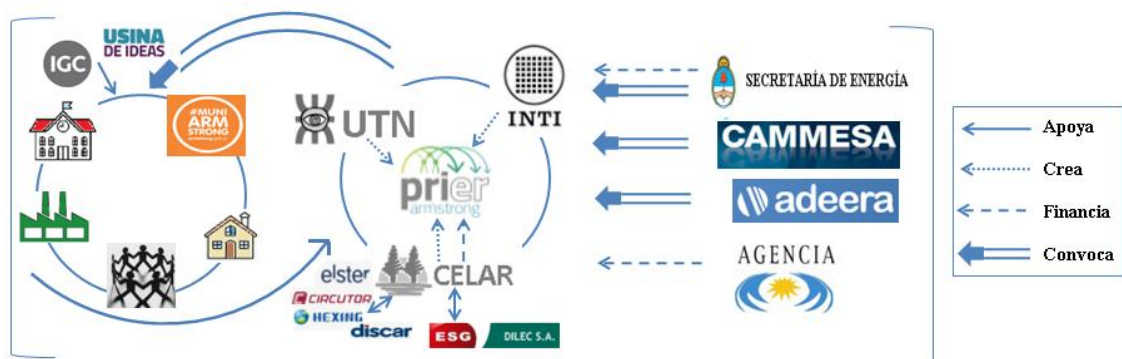 USINA
DE IDEAS
IGC
#MUNI
ARM
STRONG
UTN
INTI
prier
armstrong
elster
CIRCUTOR
HEXING
discar
CELAR
ESG
DILEC S.A.
SECRETARÍA DE ENERGÍA
CAMMESA
adeera
AGENCIA
Apoya
Crea
Financia
Convoca